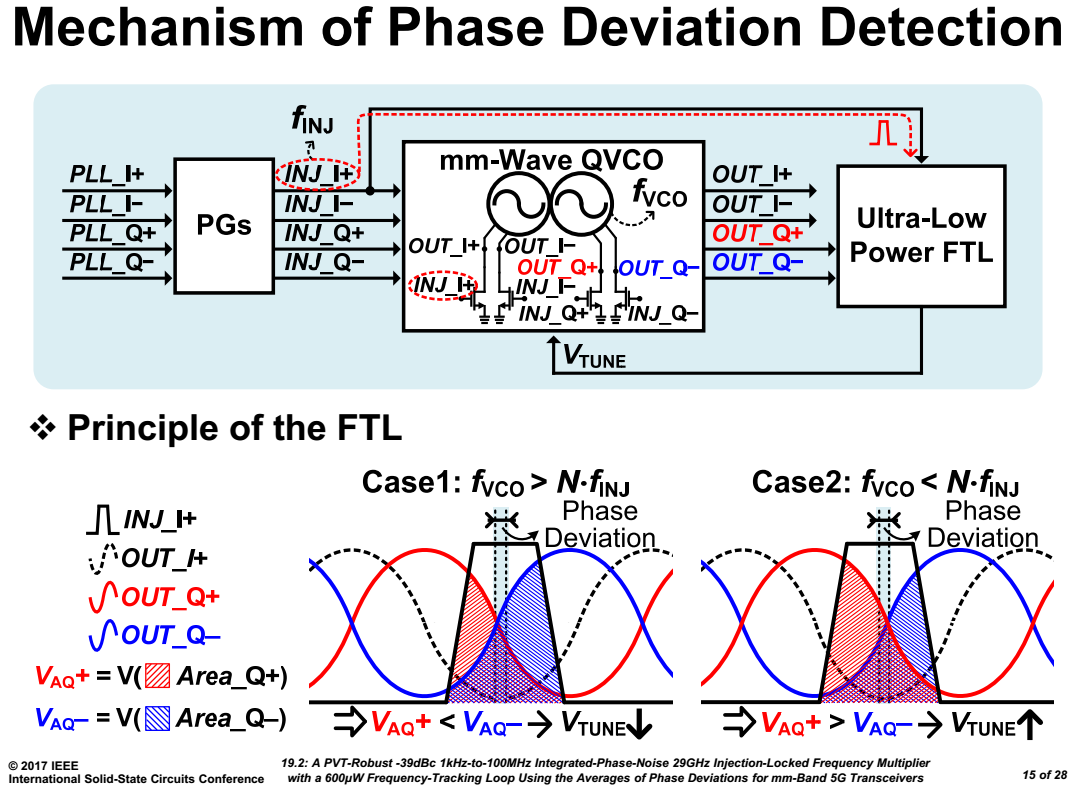 Mechanism of Phase Deviation Detection
fINJ
PLL_I+
PLL_I–
PLL_Q+
PLL_Q–
PGs
INJ_I+
INJ_I–
INJ_Q+
INJ_Q–
mm-Wave QVCO
fVCO
OUT_I+
OUT_I–
OUT_Q+
OUT_Q–
INJ_I+
INJ_I–
INJ_Q+
INJ_Q–
OUT_I+
OUT_I–
OUT_Q+
OUT_Q–
Ultra-Low
Power FTL
VTUNE
❖ Principle of the FTL
INJ_I+
OUT_I+
OUT_Q+
OUT_Q–
VAQ+ = V( Area_Q+)
VAQ– = V( Area_Q–)
Case1: fVCO > N·fINJ
Phase
Deviation
⇒ VAQ+ < VAQ– → VTUNE↓
Case2: fVCO < N·fINJ
Phase
Deviation
⇒ VAQ+ > VAQ– → VTUNE↑
© 2017 IEEE
International Solid-State Circuits Conference
19.2: A PVT-Robust -39dBc 1kHz-to-100MHz Integrated-Phase-Noise 29GHz Injection-Locked Frequency Multiplier
with a 600µW Frequency-Tracking Loop Using the Averages of Phase Deviations for mm-Band 5G Transceivers
15 of 28